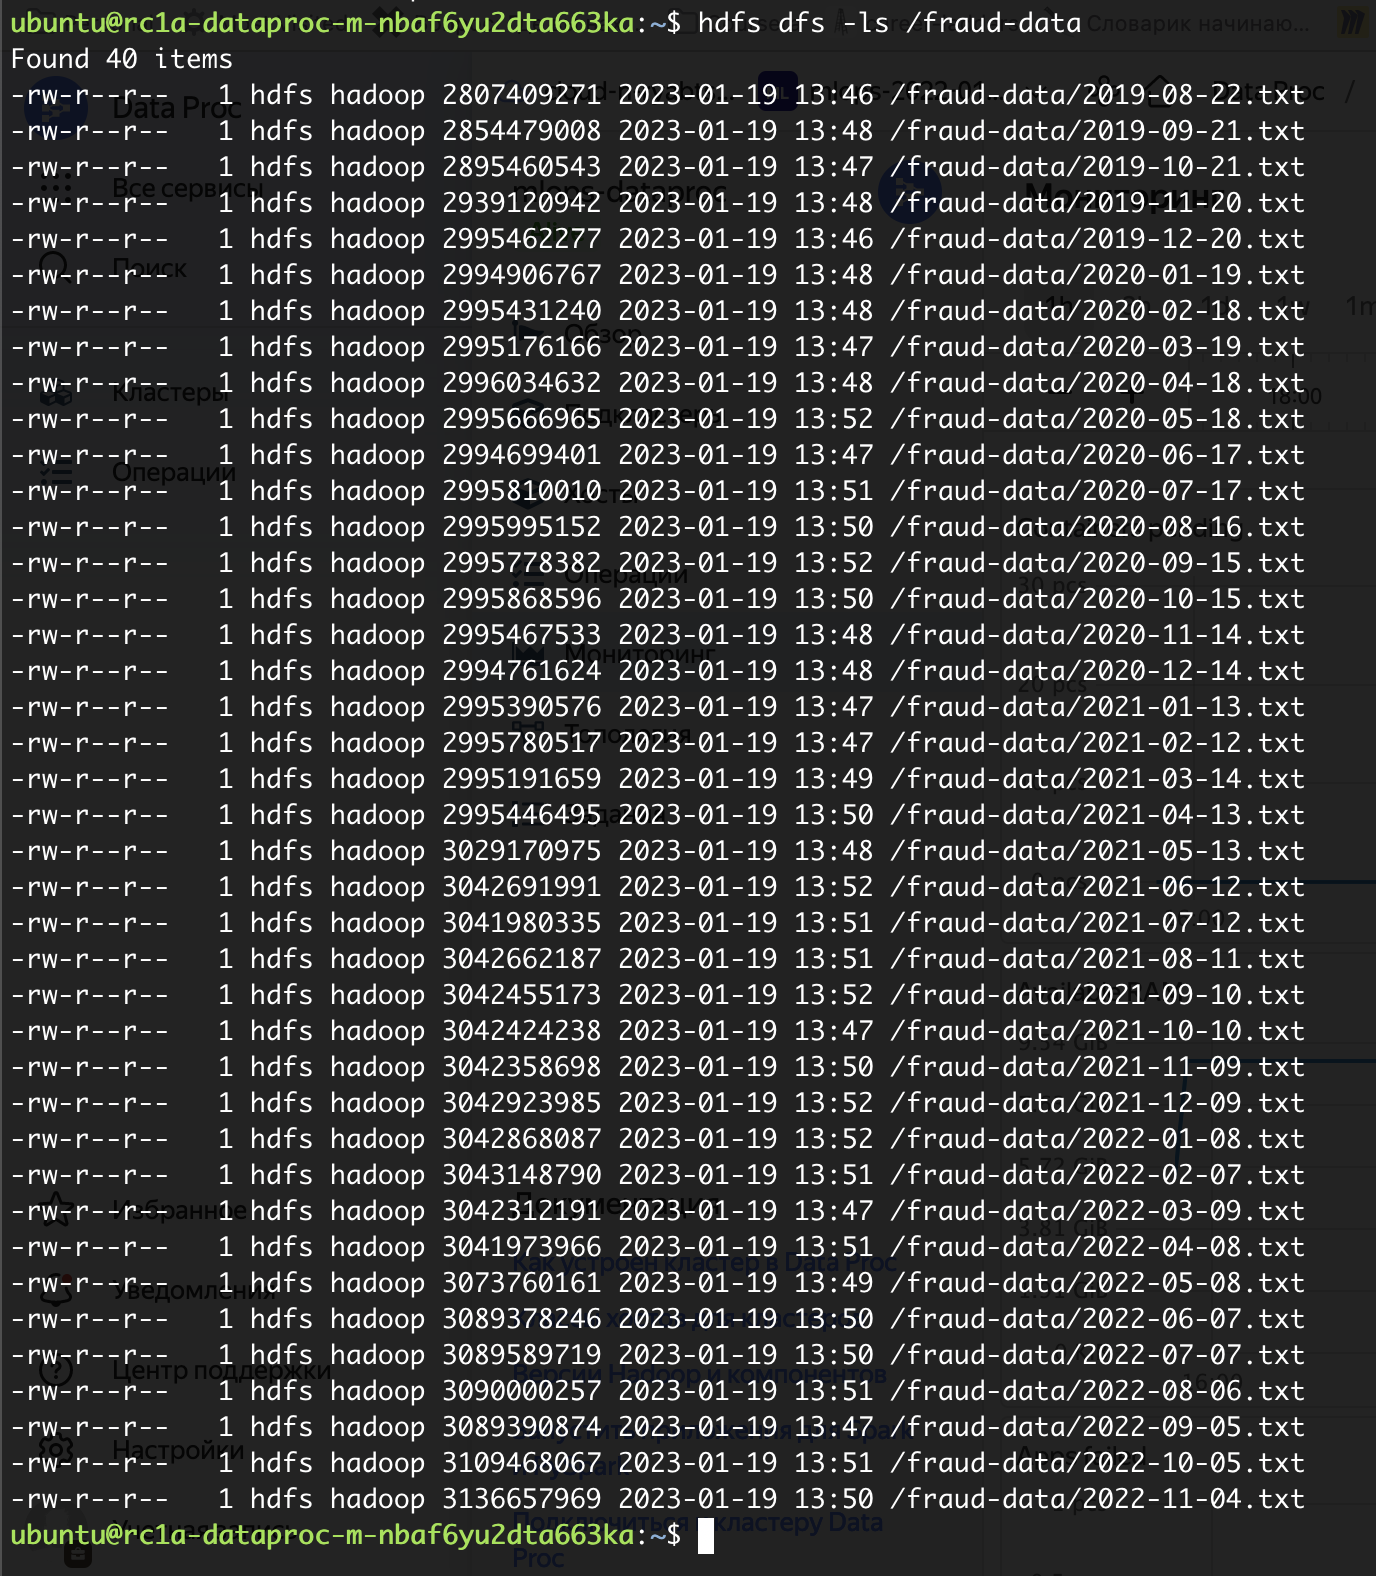 ubuntu@rc1a-dataproc-m-nbaf6yu2dta663ka:~$ hdfs dfs -ls /fraud-data
Found 40 items
-rw-r--r-- 1 hdfs hadoop 2807409271 2023-01-19 13:46 /fraud-data/2019-08-22.txt
-rw-r--r-- 1 hdfs hadoop 2854479008 2023-01-19 13:48 /fraud-data/2019-09-21.txt
-rw-r--r-- 1 hdfs hadoop 2895460543 2023-01-19 13:47 /fraud-data/2019-10-21.txt
-rw-r--r-- 1 hdfs hadoop 2939120942 2023-01-19 13:48 /fraud-data/2019-11-20.txt
-rw-r--r-- 1 hdfs hadoop 2995462277 2023-01-19 13:46 /fraud-data/2019-12-20.txt
-rw-r--r-- 1 hdfs hadoop 2994906767 2023-01-19 13:48 /fraud-data/2020-01-19.txt
-rw-r--r-- 1 hdfs hadoop 2995431240 2023-01-19 13:48 /fraud-data/2020-02-18.txt
-rw-r--r-- 1 hdfs hadoop 2995176166 2023-01-19 13:47 /fraud-data/2020-03-19.txt
-rw-r--r-- 1 hdfs hadoop 2996034632 2023-01-19 13:48 /fraud-data/2020-04-18.txt
-rw-r--r-- 1 hdfs hadoop 2995666965 2023-01-19 13:52 /fraud-data/2020-05-18.txt
-rw-r--r-- 1 hdfs hadoop 2994699401 2023-01-19 13:47 /fraud-data/2020-06-17.txt
-rw-r--r-- 1 hdfs hadoop 2995810010 2023-01-19 13:51 /fraud-data/2020-07-17.txt
-rw-r--r-- 1 hdfs hadoop 2995995152 2023-01-19 13:50 /fraud-data/2020-08-16.txt
-rw-r--r-- 1 hdfs hadoop 2995778382 2023-01-19 13:52 /fraud-data/2020-09-15.txt
-rw-r--r-- 1 hdfs hadoop 2995868596 2023-01-19 13:50 /fraud-data/2020-10-15.txt
-rw-r--r-- 1 hdfs hadoop 2995467533 2023-01-19 13:48 /fraud-data/2020-11-14.txt
-rw-r--r-- 1 hdfs hadoop 2994761624 2023-01-19 13:48 /fraud-data/2020-12-14.txt
-rw-r--r-- 1 hdfs hadoop 2995390576 2023-01-19 13:47 /fraud-data/2021-01-13.txt
-rw-r--r-- 1 hdfs hadoop 2995780517 2023-01-19 13:47 /fraud-data/2021-02-12.txt
-rw-r--r-- 1 hdfs hadoop 2995191659 2023-01-19 13:49 /fraud-data/2021-03-14.txt
-rw-r--r-- 1 hdfs hadoop 2995446495 2023-01-19 13:50 /fraud-data/2021-04-13.txt
-rw-r--r-- 1 hdfs hadoop 3029170975 2023-01-19 13:48 /fraud-data/2021-05-13.txt
-rw-r--r-- 1 hdfs hadoop 3042691991 2023-01-19 13:52 /fraud-data/2021-06-12.txt
-rw-r--r-- 1 hdfs hadoop 3041980335 2023-01-19 13:51 /fraud-data/2021-07-12.txt
-rw-r--r-- 1 hdfs hadoop 3042662187 2023-01-19 13:51 /fraud-data/2021-08-11.txt
-rw-r--r-- 1 hdfs hadoop 3042455173 2023-01-19 13:52 /fraud-data/2021-09-10.txt
-rw-r--r-- 1 hdfs hadoop 3042424238 2023-01-19 13:47 /fraud-data/2021-10-10.txt
-rw-r--r-- 1 hdfs hadoop 3042358698 2023-01-19 13:50 /fraud-data/2021-11-09.txt
-rw-r--r-- 1 hdfs hadoop 3042923985 2023-01-19 13:52 /fraud-data/2021-12-09.txt
-rw-r--r-- 1 hdfs hadoop 3042868087 2023-01-19 13:52 /fraud-data/2022-01-08.txt
-rw-r--r-- 1 hdfs hadoop 3043148790 2023-01-19 13:51 /fraud-data/2022-02-07.txt
-rw-r--r-- 1 hdfs hadoop 3042312191 2023-01-19 13:47 /fraud-data/2022-03-09.txt
-rw-r--r-- 1 hdfs hadoop 3041973966 2023-01-19 13:51 /fraud-data/2022-04-08.txt
-rw-r--r-- 1 hdfs hadoop 3073760161 2023-01-19 13:49 /fraud-data/2022-05-08.txt
-rw-r--r-- 1 hdfs hadoop 3089378246 2023-01-19 13:50 /fraud-data/2022-06-07.txt
-rw-r--r-- 1 hdfs hadoop 3089589719 2023-01-19 13:50 /fraud-data/2022-07-07.txt
-rw-r--r-- 1 hdfs hadoop 3090000257 2023-01-19 13:51 /fraud-data/2022-08-06.txt
-rw-r--r-- 1 hdfs hadoop 3089390874 2023-01-19 13:47 /fraud-data/2022-09-05.txt
-rw-r--r-- 1 hdfs hadoop 3109468067 2023-01-19 13:51 /fraud-data/2022-10-05.txt
-rw-r--r-- 1 hdfs hadoop 3136657969 2023-01-19 13:50 /fraud-data/2022-11-04.txt
ubuntu@rc1a-dataproc-m-nbaf6yu2dta663ka:~$